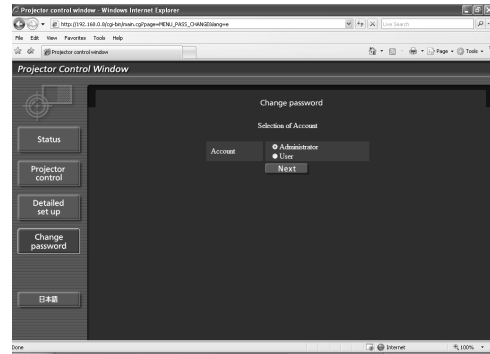 Projector control window - Windows Internet Explorer
http://192.168.0.8/cgi-bin/main.cgi?page=MENU_PASS_CHANGE&lang=e
Live Search
File Edit View Favorites Tools Help
Projector control window
Page Tools
Projector Control Window
Change password
Selection of Account
Account
Administrator
User
Next
Status
Projector
control
Detailed
set up
Change
password
日本語
Done
Internet
100%